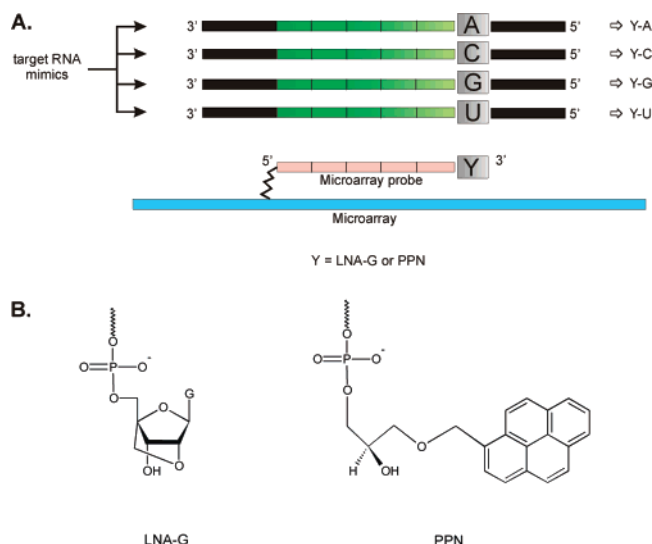 A.
3' A 5' ⇨ Y-A
target RNA
mimics
3' C 5' ⇨ Y-C
3' G 5' ⇨ Y-G
3' U 5' ⇨ Y-U
5' Y 3'
Microarray probe
Microarray
Y = LNA-G or PPN
B.
O O
O=P-O- O=P-O-
O O
O G
O O
OH H OH
LNA-G PPN